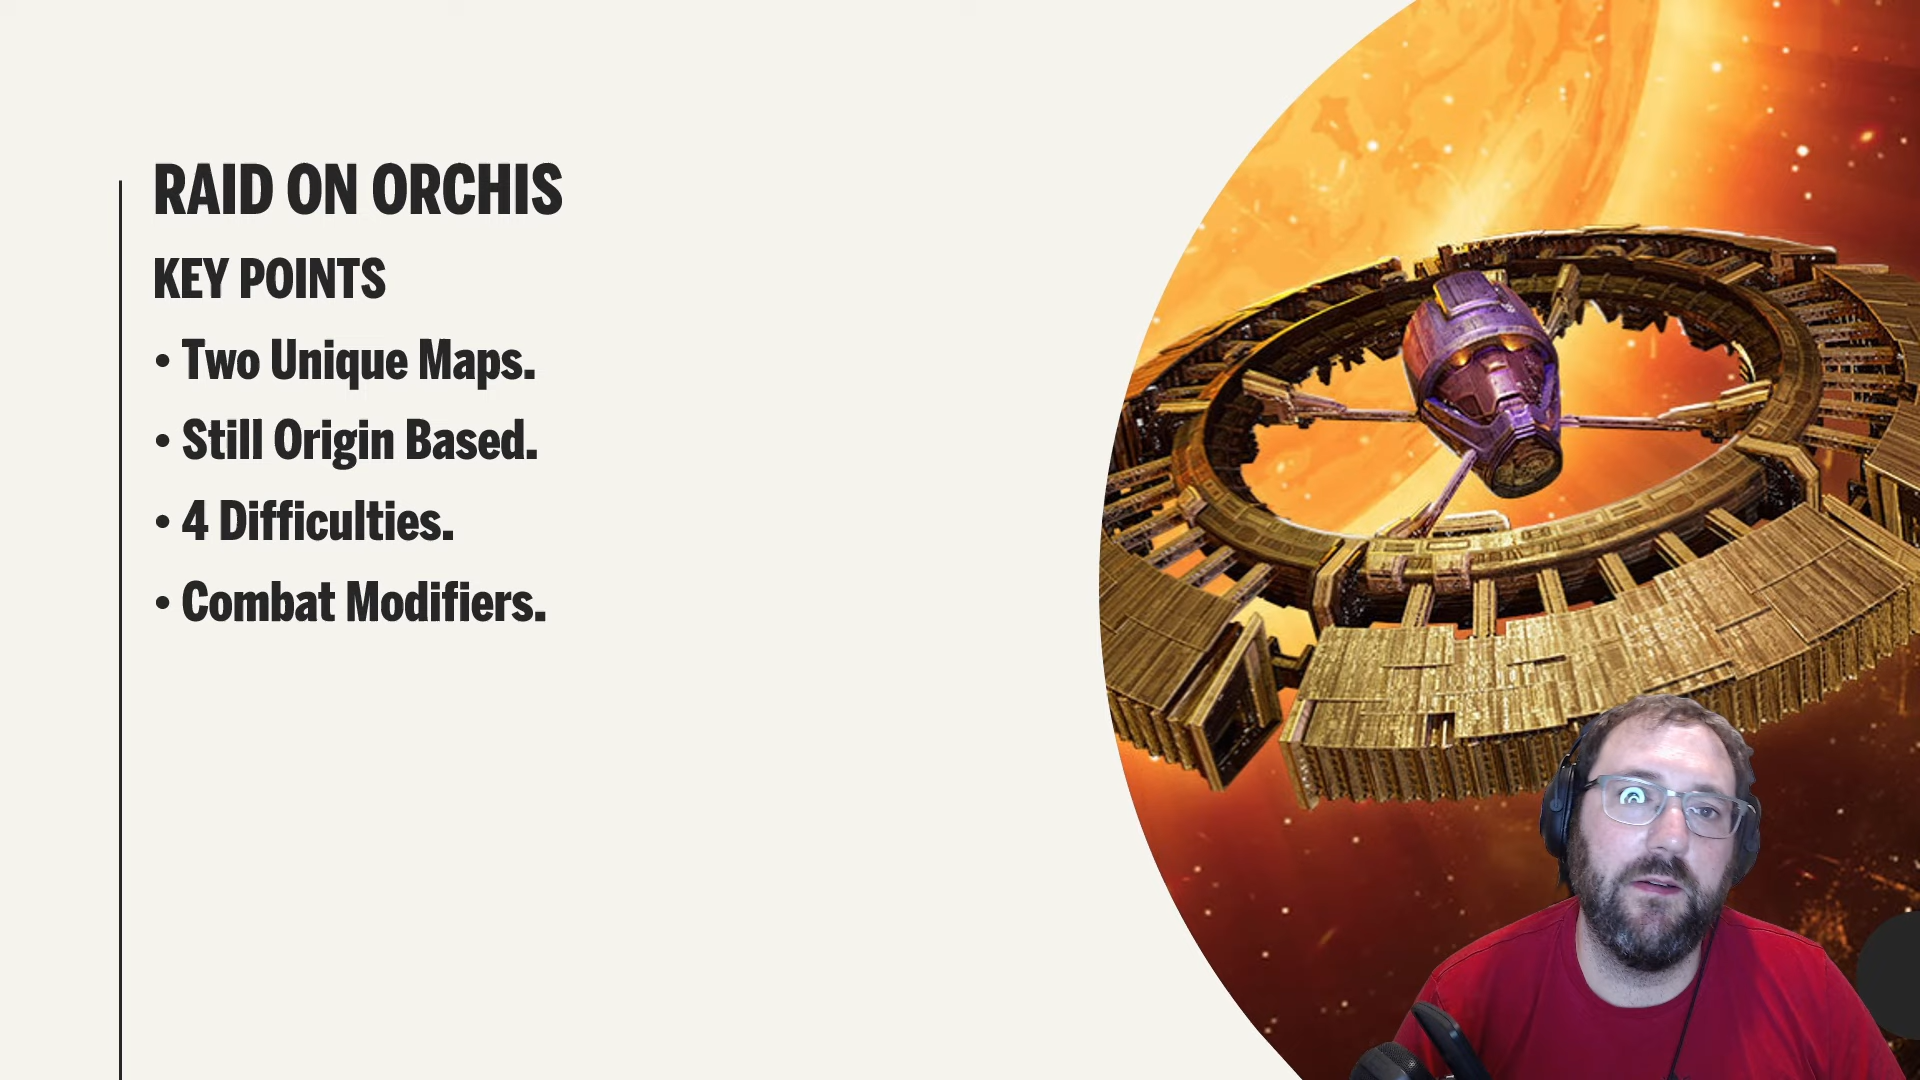 RAID ON ORCHIS
KEY POINTS
• Two Unique Maps.
• Still Origin Based.
• 4 Difficulties.
• Combat Modifiers.